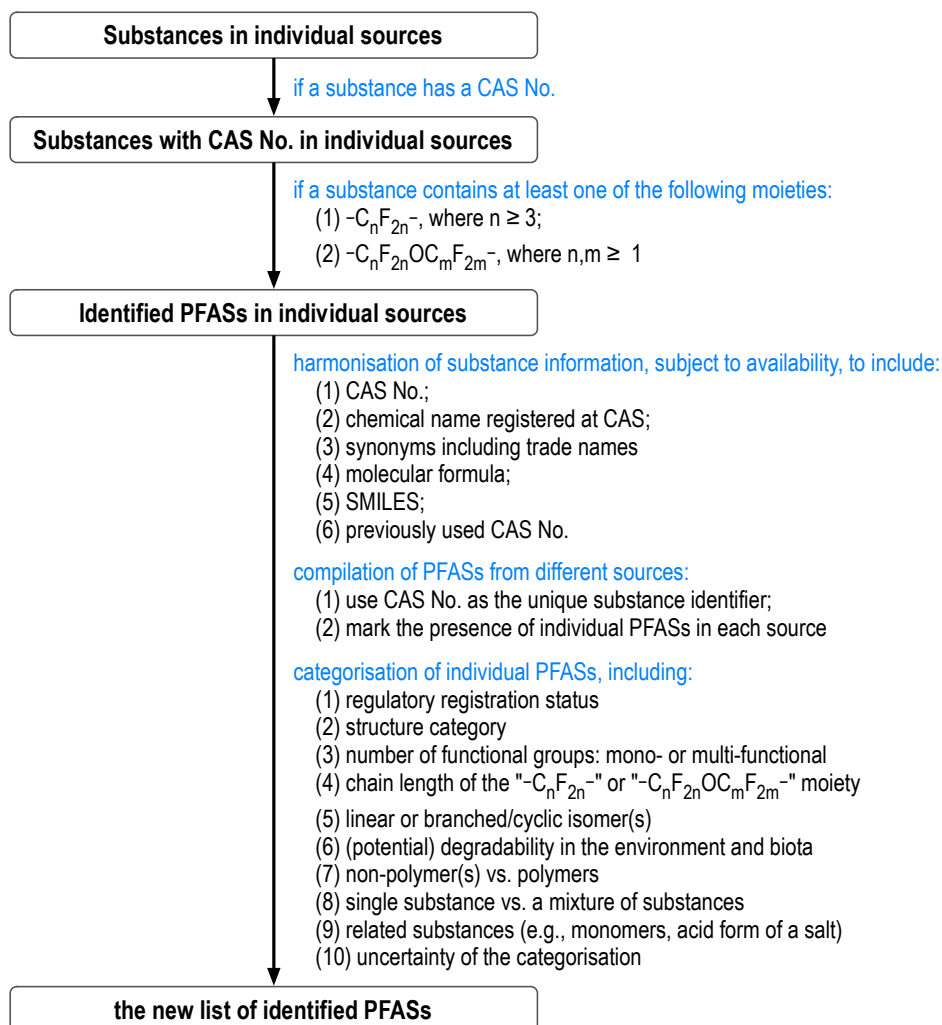 Substances in individual sources
if a substance has a CAS No.
Substances with CAS No. in individual sources
if a substance contains at least one of the following moieties:
(1) –CₙF₂ₙ–, where n ≥ 3;
(2) –CₙF₂ₙOCₘF₂ₘ–, where n,m ≥ 1
Identified PFASs in individual sources
harmonisation of substance information, subject to availability, to include:
(1) CAS No.;
(2) chemical name registered at CAS;
(3) synonyms including trade names
(4) molecular formula;
(5) SMILES;
(6) previously used CAS No.
compilation of PFASs from different sources:
(1) use CAS No. as the unique substance identifier;
(2) mark the presence of individual PFASs in each source
categorisation of individual PFASs, including:
(1) regulatory registration status
(2) structure category
(3) number of functional groups: mono- or multi-functional
(4) chain length of the "–CₙF₂ₙ–" or "–CₙF₂ₙOCₘF₂ₘ–" moiety
(5) linear or branched/cyclic isomer(s)
(6) (potential) degradability in the environment and biota
(7) non-polymer(s) vs. polymers
(8) single substance vs. a mixture of substances
(9) related substances (e.g., monomers, acid form of a salt)
(10) uncertainty of the categorisation
the new list of identified PFASs